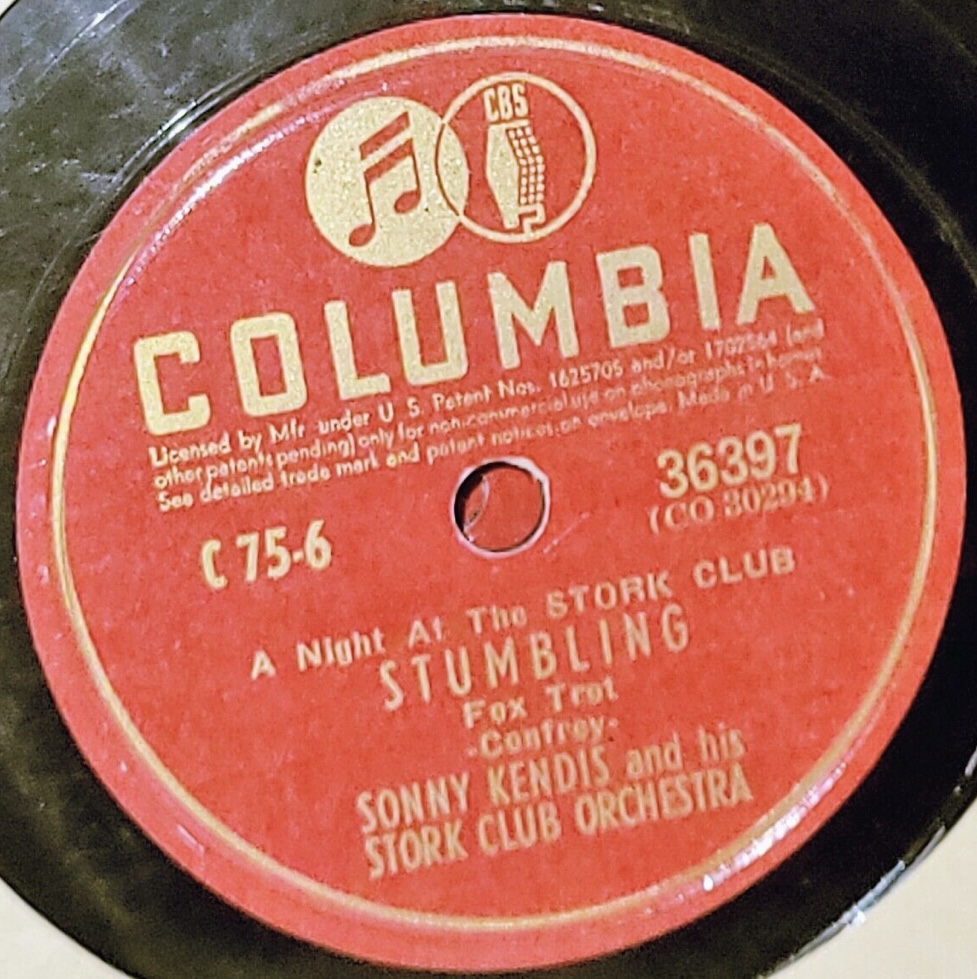 CBS
COLUMBIA
Licensed by Mfr under U S. Patent Nos. 1625705 and/or 1702564 (and
other patents pending) only for non-commercial use on phonographs in homes
See detailed trade mark and patent notices on envelope. Made in U. S. A.
36397
(CO 30294)
C 75-6
A Night At The STORK CLUB
STUMBLING
Fox Trot
-Confrey-
SONNY KENDIS and his
STORK CLUB ORCHESTRA